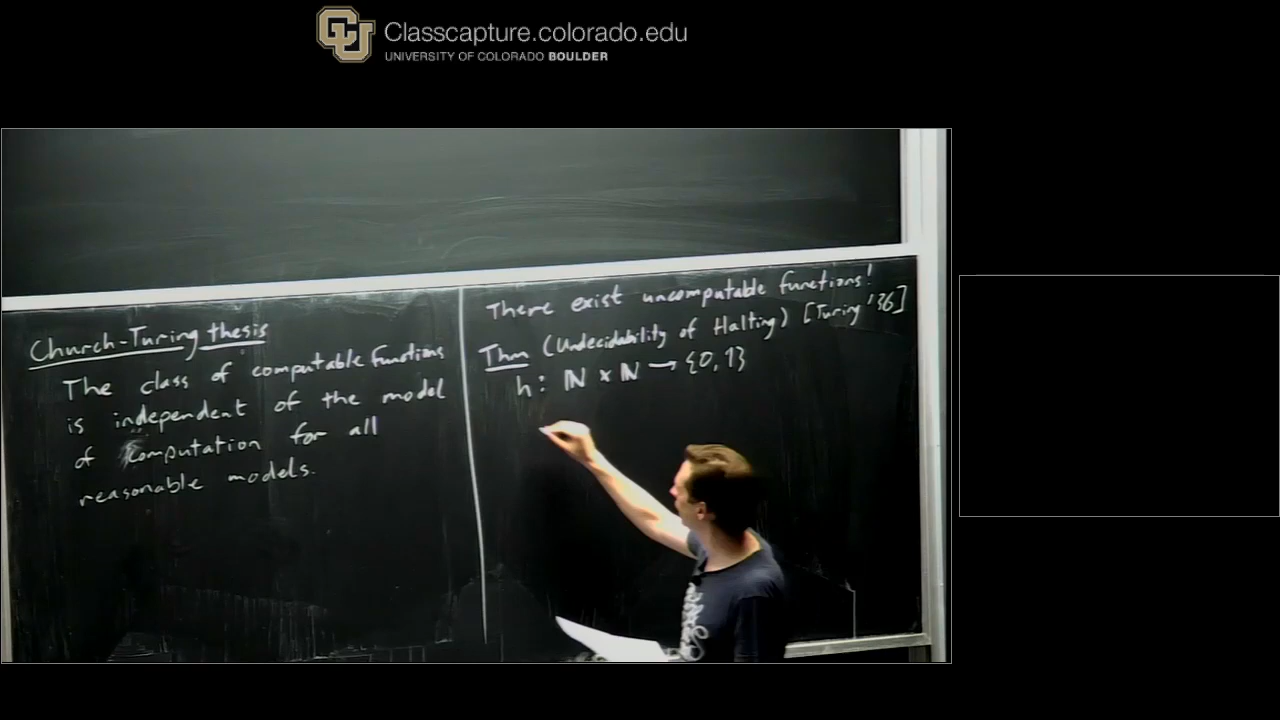 CU
Classcapture.colorado.edu
UNIVERSITY OF COLORADO BOULDER
Church-Turing thesis
The class of computable functions
is independent of the model
of computation for all
reasonable models.
There exist uncomputable functions!
Thm (Undecidability of Halting) [Turing '36]
h: ℕ × ℕ → {0,1}